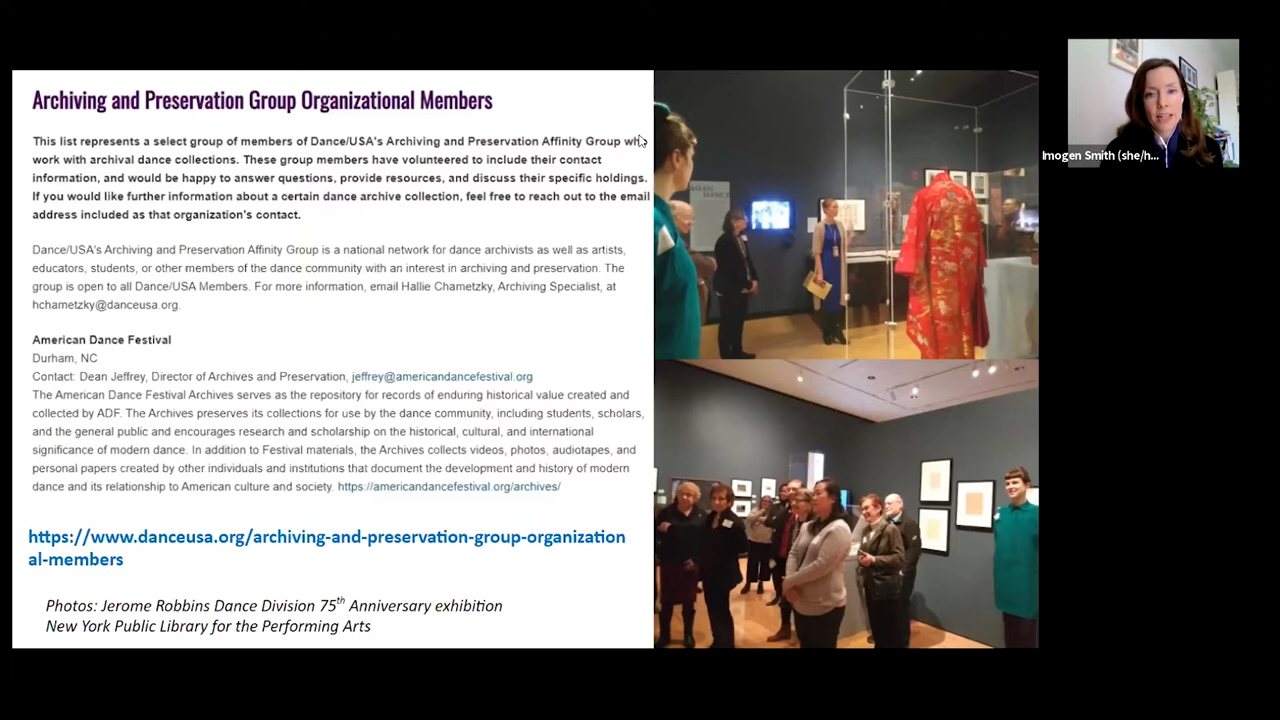 Archiving and Preservation Group Organizational Members
This list represents a select group of members of Dance/USA's Archiving and Preservation Affinity Group who
work with archival dance collections. These group members have volunteered to include their contact
information, and would be happy to answer questions, provide resources, and discuss their specific holdings.
If you would like further information about a certain dance archive collection, feel free to reach out to the email
address included as that organization's contact.
Dance/USA's Archiving and Preservation Affinity Group is a national network for dance archivists as well as artists,
educators, students, or other members of the dance community with an interest in archiving and preservation. The
group is open to all Dance/USA Members. For more information, email Hallie Chametzky, Archiving Specialist, at
hchametzky@danceusa.org.
American Dance Festival
Durham, NC
Contact: Dean Jeffrey, Director of Archives and Preservation, jeffrey@americandancefestival.org
The American Dance Festival Archives serves as the repository for records of enduring historical value created and
collected by ADF. The Archives preserves its collections for use by the dance community, including students, scholars,
and the general public and encourages research and scholarship on the historical, cultural, and international
significance of modern dance. In addition to Festival materials, the Archives collects videos, photos, audiotapes, and
personal papers created by other individuals and institutions that document the development and history of modern
dance and its relationship to American culture and society. https://americandancefestival.org/archives/
https://www.danceusa.org/archiving-and-preservation-group-organization
al-members
Photos: Jerome Robbins Dance Division 75th Anniversary exhibition
New York Public Library for the Performing Arts
Imogen Smith (she/h...